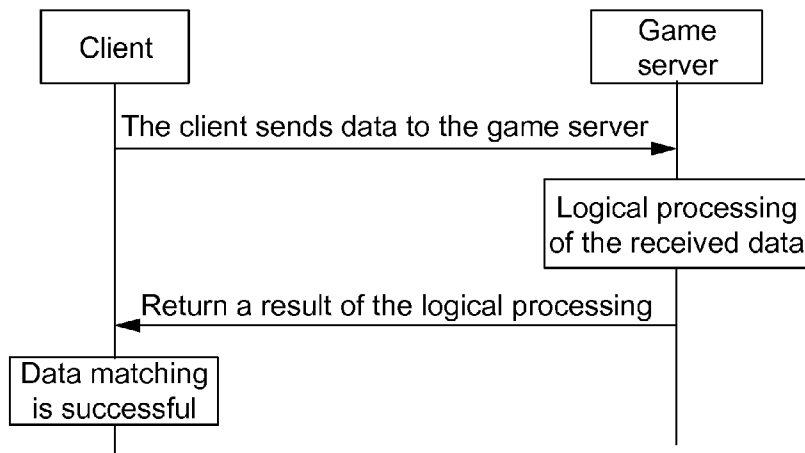 Client
Game
server
The client sends data to the game server
Logical processing
of the received data
Return a result of the logical processing
Data matching
is successful